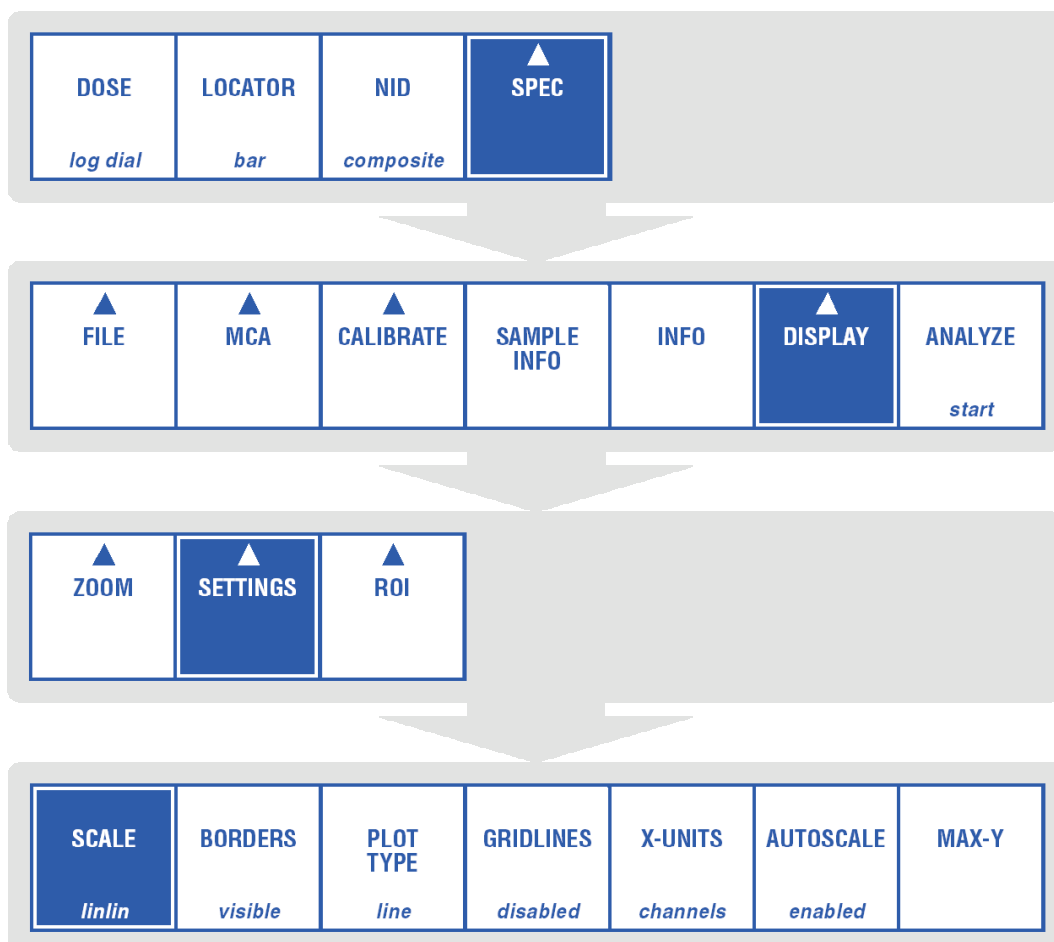 DOSE LOCATOR NID SPEC
log dial bar composite
FILE MCA CALIBRATE SAMPLE INFO DISPLAY ANALYZE
INFO
start
ZOOM SETTINGS ROI
SCALE BORDERS PLOT GRIDLINES X-UNITS AUTOSCALE MAX-Y
TYPE
linlin visible line disabled channels enabled